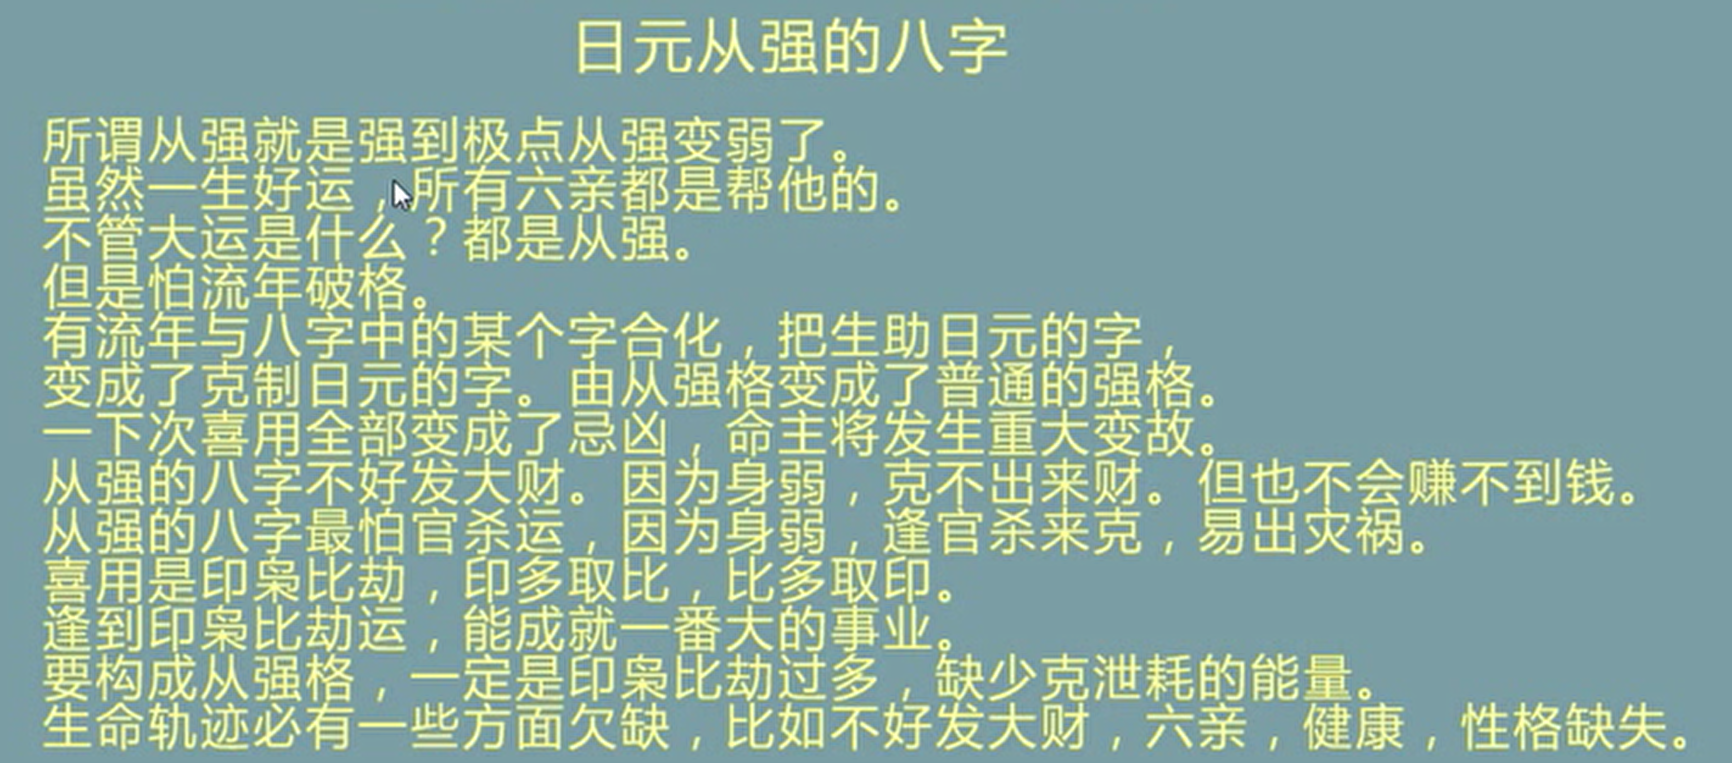 日元从强的八字
所谓从强就是强到极点从强变弱了。
虽然一生好运，所有六亲都是帮他的。
不管大运是什么？都是从强。
但是怕流年破格。
有流年与八字中的某个字合化，把生助日元的字，
变成了克制日元的字。由从强格变成了普通的强格。
一下次喜用全部变成了忌凶，命主将发生重大变故。
从强的八字不好发大财。因为身弱，克不出来财。但也不会赚不到钱。
从强的八字最怕官杀运，因为身弱，逢官杀来克，易出灾祸。
喜用是印枭比劫，印多取比，比多取印。
逢到印枭比劫运，能成就一番大的事业。
要构成从强格，一定是印枭比劫过多，缺少克泄耗的能量。
生命轨迹必有一些方面欠缺，比如不好发大财，六亲，健康，性格缺失。